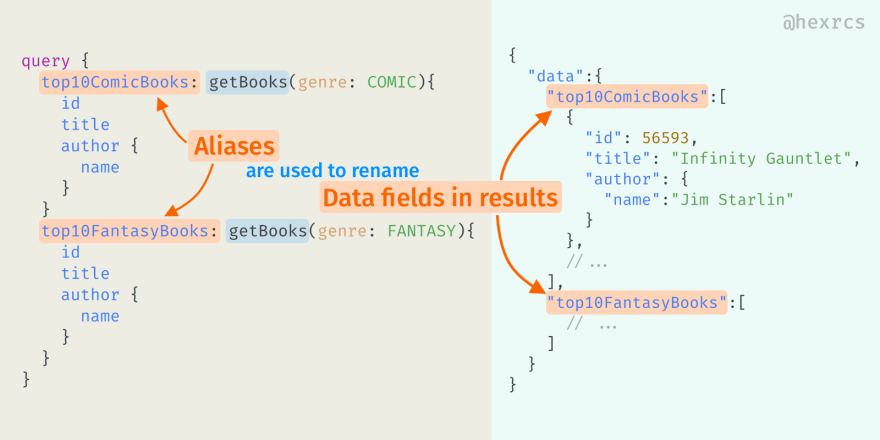 @hexrcs
query {
top10ComicBooks: getBooks(genre: COMIC){
id
title
author {
name
}
}
top10FantasyBooks: getBooks(genre: FANTASY){
id
title
author {
name
}
}
}
Aliases
are used to rename
Data fields in results
{
"data":{
"top10ComicBooks":[
{
"id": 56593,
"title": "Infinity Gauntlet",
"author": {
"name":"Jim Starlin"
}
},
//...
],
"top10FantasyBooks":[
// ...
]
}
}